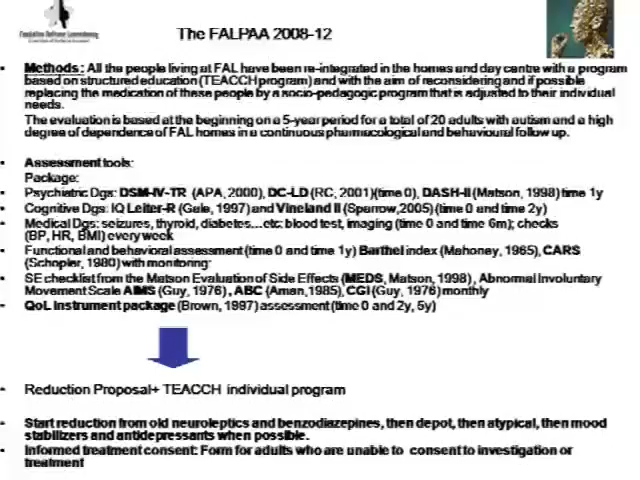 Fondation Autisme Luxembourg
The FALPAA 2008-12
• Methods: All the people living at FAL have been re-integrated in the homes and day centre with a program
based on structured education (TEACCH program) and with the aim of reconsidering and if possible
replacing the medication of these people by a socio-pedagogic program that is adjusted to their individual
needs.
The evaluation is based at the beginning on a 5-year period for a total of 20 adults with autism and a high
degree of dependence of FAL homes in a continuous pharmacological and behavioural follow up.
• Assessment tools:
Package:
• Psychiatric Dgs: DSM-IV-TR (APA, 2000), DC-LD (RC, 2001)(time 0), DASH-II (Matson, 1998) time 1y
• Cognitive Dgs: IQ Leiter-R (Gale, 1997) and Vineland II (Sparrow,2005) (time 0 and time 2y)
• Medical Dgs: seizures, thyroid, diabetes...etc: blood test, imaging (time 0 and time 6m); checks
(BP, HR, BMI) every week
• Functional and behavioral assessment (time 0 and time 1y) Barthel index (Mahoney, 1965), CARS
(Schopler, 1980) with monitoring:
• SE checklist from the Matson Evaluation of Side Effects (MEDS, Matson, 1998), Abnormal Involuntary
Movement Scale AIMS (Guy, 1976) , ABC (Aman,1985), CGI (Guy, 1976) monthly
• QoL Instrument package (Brown, 1997) assessment (time 0 and 2y, 5y)
• Reduction Proposal+ TEACCH individual program
• Start reduction from old neuroleptics and benzodiazepines, then depot, then atypical, then mood
stabilizers and antidepressants when possible.
• Informed treatment consent: Form for adults who are unable to consent to investigation or
treatment